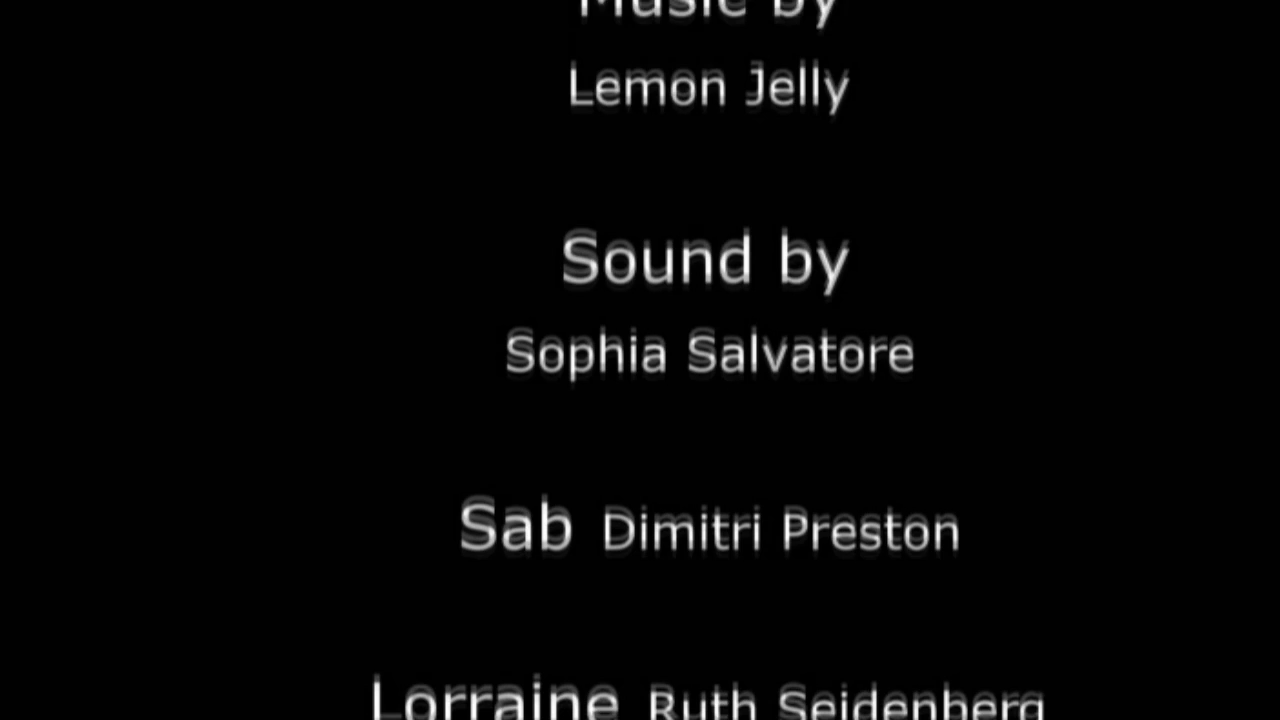 Music by
Lemon Jelly
Sound by
Sophia Salvatore
Sab Dimitri Preston
Lorraine Ruth Seidenberg